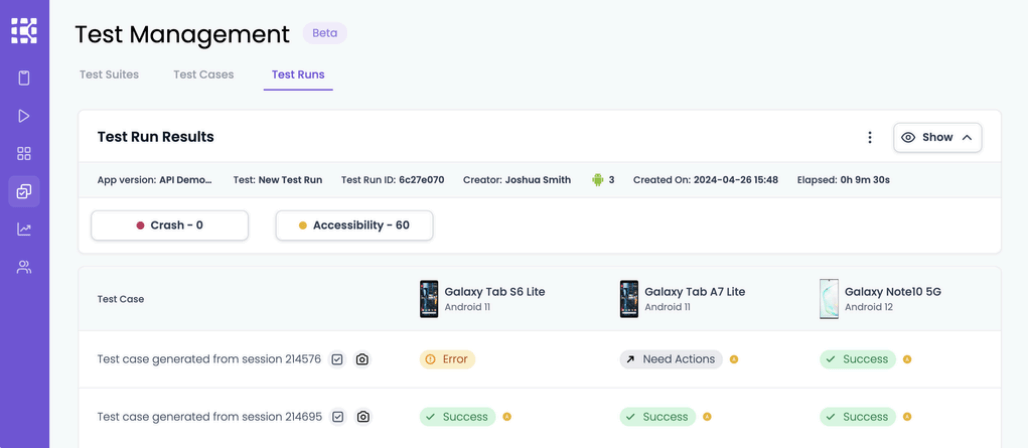 Test Management Beta
Test Suites Test Cases Test Runs
Test Run Results
Show
App version: API Demo... Test: New Test Run Test Run ID: 6c27e070 Creator: Joshua Smith 3 Created On: 2024-04-26 15:48 Elapsed: 0h 9m 30s
Crash - 0 Accessibility - 60
Test Case Galaxy Tab S6 Lite Galaxy Tab A7 Lite Galaxy Note10 5G
Android 11 Android 11 Android 12
Test case generated from session 214576 Error Need Actions Success
Test case generated from session 214695 Success Success Success